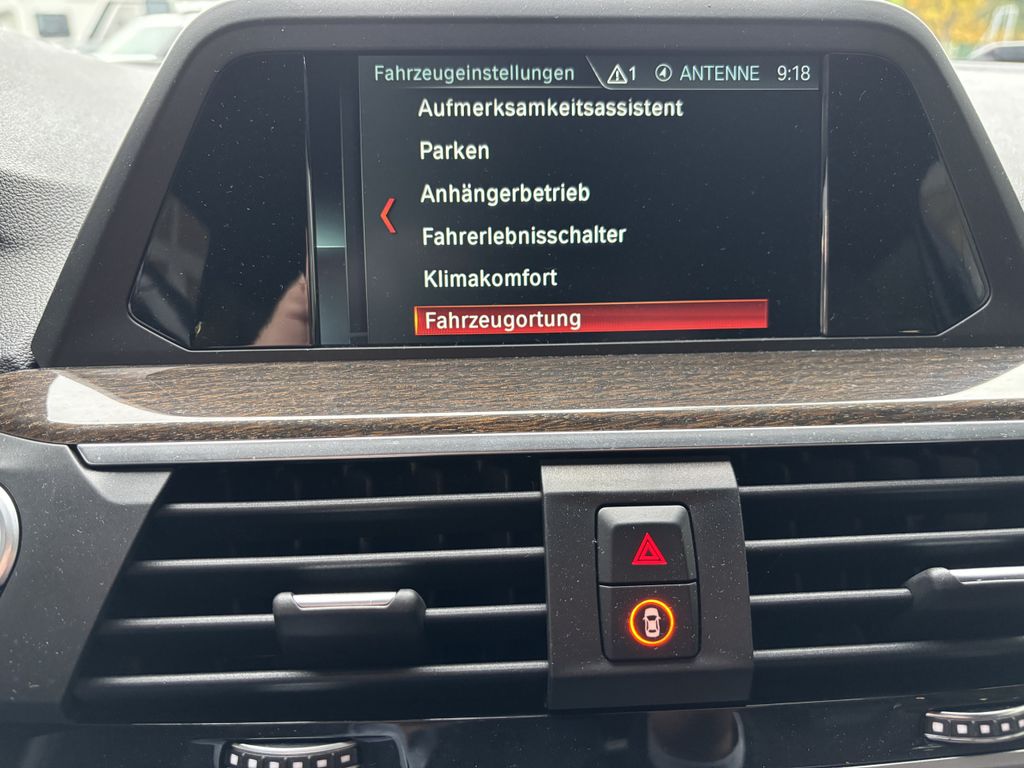 Fahrzeugeinstellungen 1 ANTENNE 9:18
Aufmerksamkeitsassistent
Parken
Anhängerbetrieb
Fahrerlebnisschalter
Klimakomfort
Fahrzeugortung